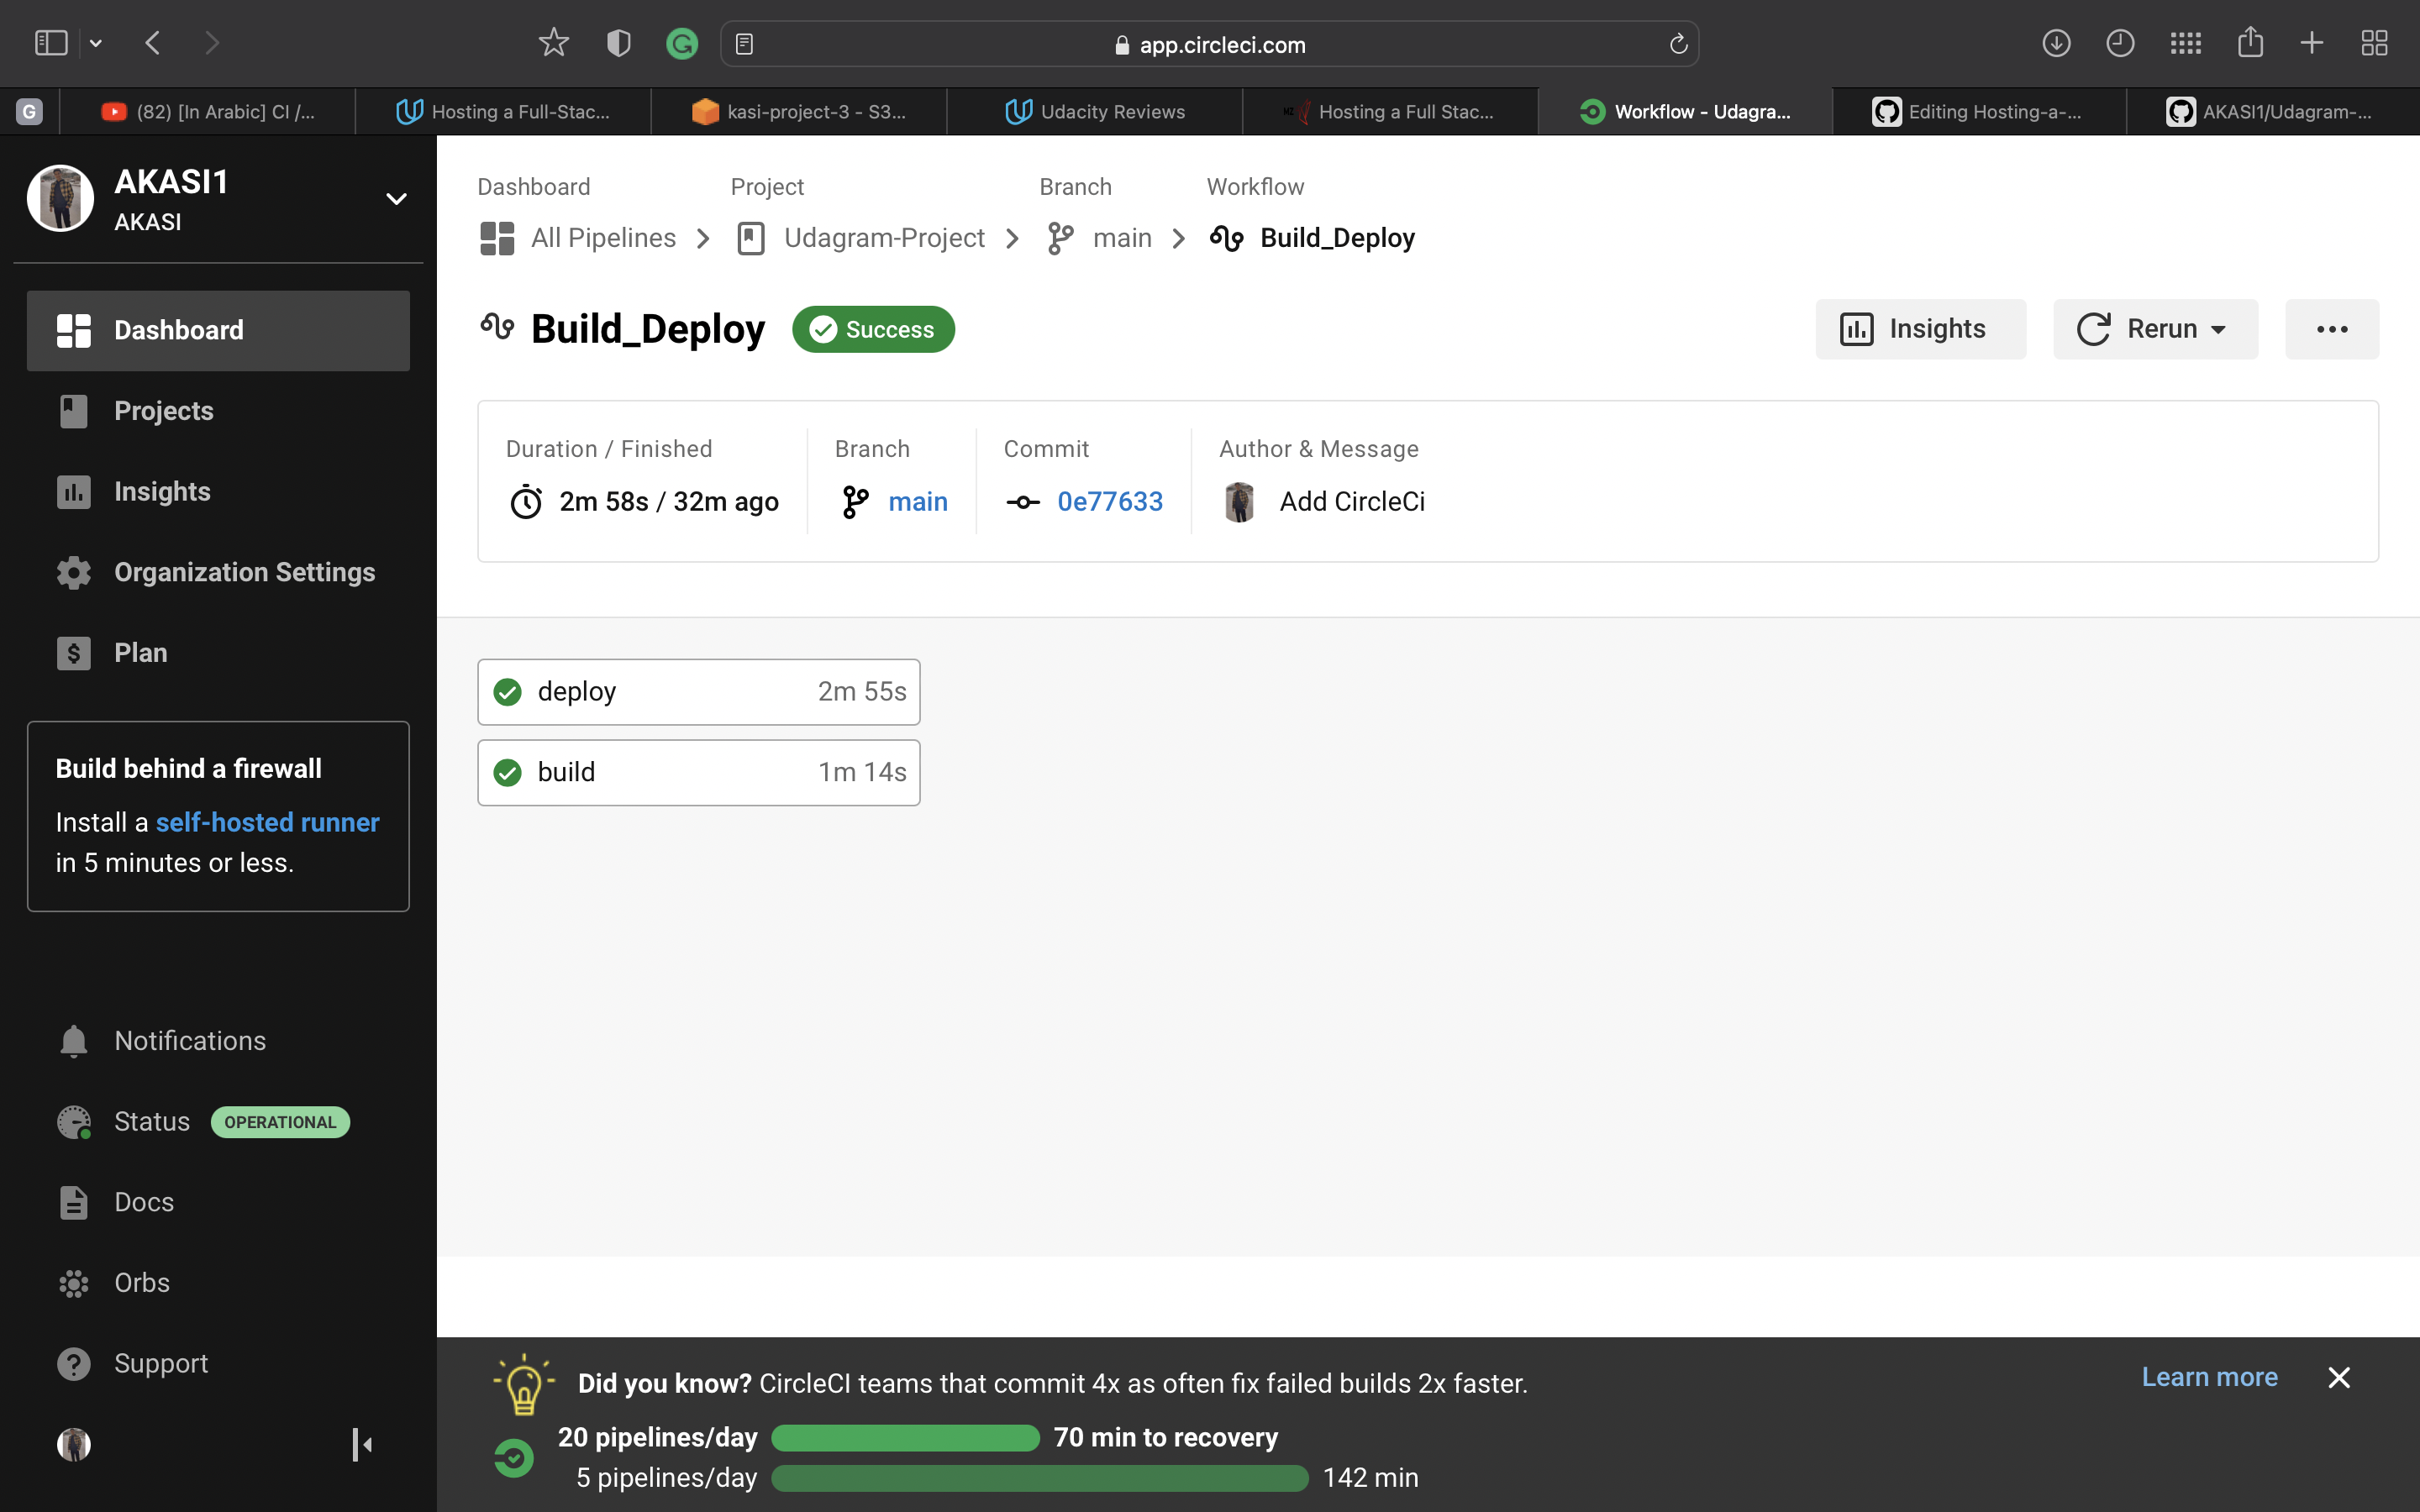 app.circleci.com
G
(82) [In Arabic] CI /...
Hosting a Full-Stac...
kasi-project-3 - S3...
Udacity Reviews
Hosting a Full Stac...
Workflow - Udagra...
Editing Hosting-a-...
AKASI1/Udagram-...
AKASI1
AKASI
Dashboard
Projects
Insights
Organization Settings
Plan
Build behind a firewall
Install a self-hosted runner
in 5 minutes or less.
Notifications
Status OPERATIONAL
Docs
Orbs
Support
Dashboard Project Branch Workflow
All Pipelines Udagram-Project main Build_Deploy
Build_Deploy Success Insights Rerun
Duration / Finished Branch Commit Author & Message
2m 58s / 32m ago main 0e77633 Add CircleCi
deploy 2m 55s
build 1m 14s
Did you know? CircleCI teams that commit 4x as often fix failed builds 2x faster. Learn more
20 pipelines/day 70 min to recovery
5 pipelines/day 142 min